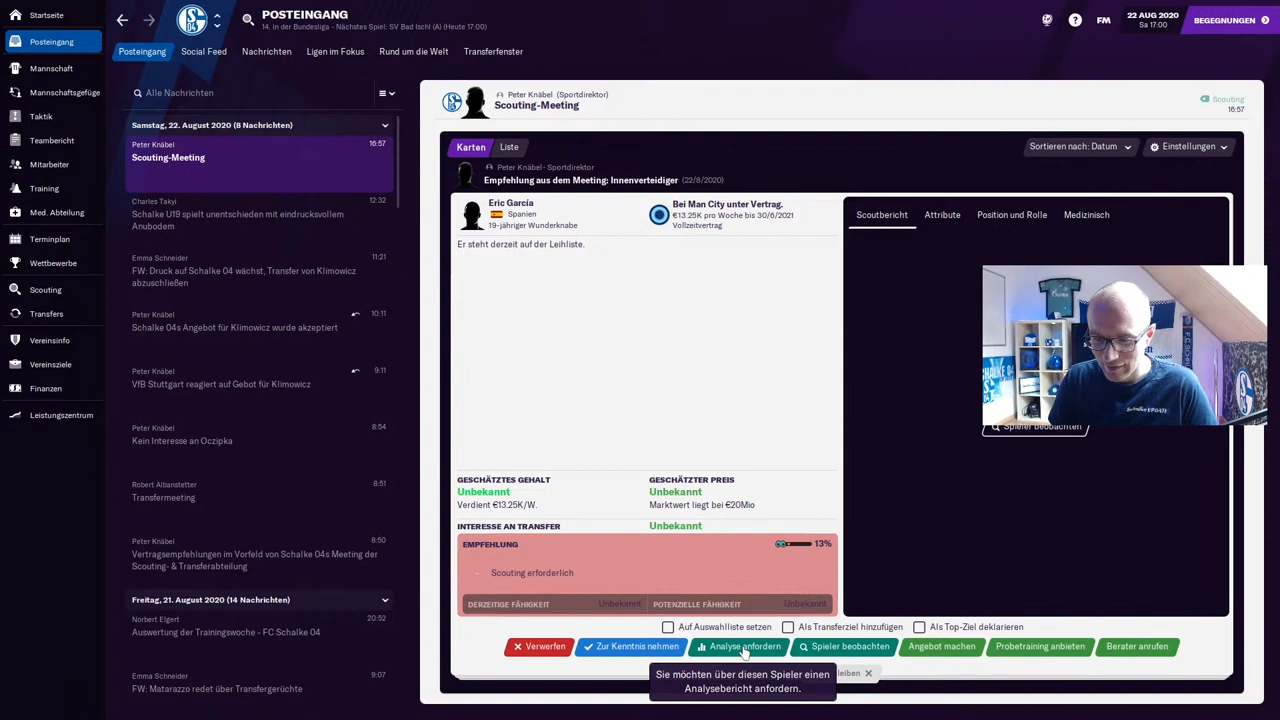 Startseite
Posteingang
Mannschaft
Mannschaftsgefüge
Taktik
Teambericht
Mitarbeiter
Training
Med. Abteilung
Terminplan
Wettbewerbe
Scouting
Transfers
Vereinsinfo
Vereinsziele
Finanzen
Leistungszentrum
POSTEINGANG
14. in der Bundesliga - Nächstes Spiel: SV Bad Ischl (A) (Heute 17:00)
FM
22 AUG 2020
Sa 17:00
BEGEGNUNGEN
Posteingang
Social Feed
Nachrichten
Ligen im Fokus
Rund um die Welt
Transferfenster
Alle Nachrichten
Samstag, 22. August 2020 (8 Nachrichten)
Peter Knäbel 16:57
Scouting-Meeting
Charles Takyi 12:32
Schalke U19 spielt unentschieden mit eindrucksvollem
Anubodem
Emma Schneider 11:21
FW: Druck auf Schalke 04 wächst, Transfer von Klimowicz
abzuschließen
Peter Knäbel 10:11
Schalke 04s Angebot für Klimowicz wurde akzeptiert
Peter Knäbel 9:11
VfB Stuttgart reagiert auf Gebot für Klimowicz
Peter Knäbel 8:54
Kein Interesse an Oczipka
Robert Albanstetter 8:51
Transfermeeting
Peter Knäbel 8:50
Vertragsempfehlungen im Vorfeld von Schalke 04s Meeting der
Scouting- & Transferabteilung
Freitag, 21. August 2020 (14 Nachrichten)
Norbert Elgert 20:52
Auswertung der Trainingswoche - FC Schalke 04
Emma Schneider 9:07
FW: Matarazzo redet über Transfergerüchte
Peter Knäbel (Sportdirektor)
Scouting-Meeting
Scouting
16:57
Karten
Liste
Sortieren nach: Datum
Einstellungen
Peter Knäbel- Sportdirektor
Empfehlung aus dem Meeting: Innenverteidiger (22/8/2020)
Eric García
Spanien
19-jähriger Wunderknabe
Bei Man City unter Vertrag.
€13.25K pro Woche bis 30/6/2021
Vollzeitvertrag
Er steht derzeit auf der Leihliste.
Scoutbericht
Attribute
Position und Rolle
Medizinisch
Spieler beobachten
GESCHÄTZTES GEHALT
Unbekannt
Verdient €13.25K/W.
GESCHÄTZTER PREIS
Unbekannt
Marktwert liegt bei €20Mio
INTERESSE AN TRANSFER
Unbekannt
EMPFEHLUNG
13%
- Scouting erforderlich
DERZEITIGE FÄHIGKEIT Unbekannt
POTENZIELLE FÄHIGKEIT Unbekannt
Auf Auswahlliste setzen
Als Transferziel hinzufügen
Als Top-Ziel deklarieren
Verwerfen
Zur Kenntnis nehmen
Analyse anfordern
Spieler beobachten
Angebot machen
Probetraining anbieten
Berater anrufen
Sie möchten über diesen Spieler einen
Analysebericht anfordern.